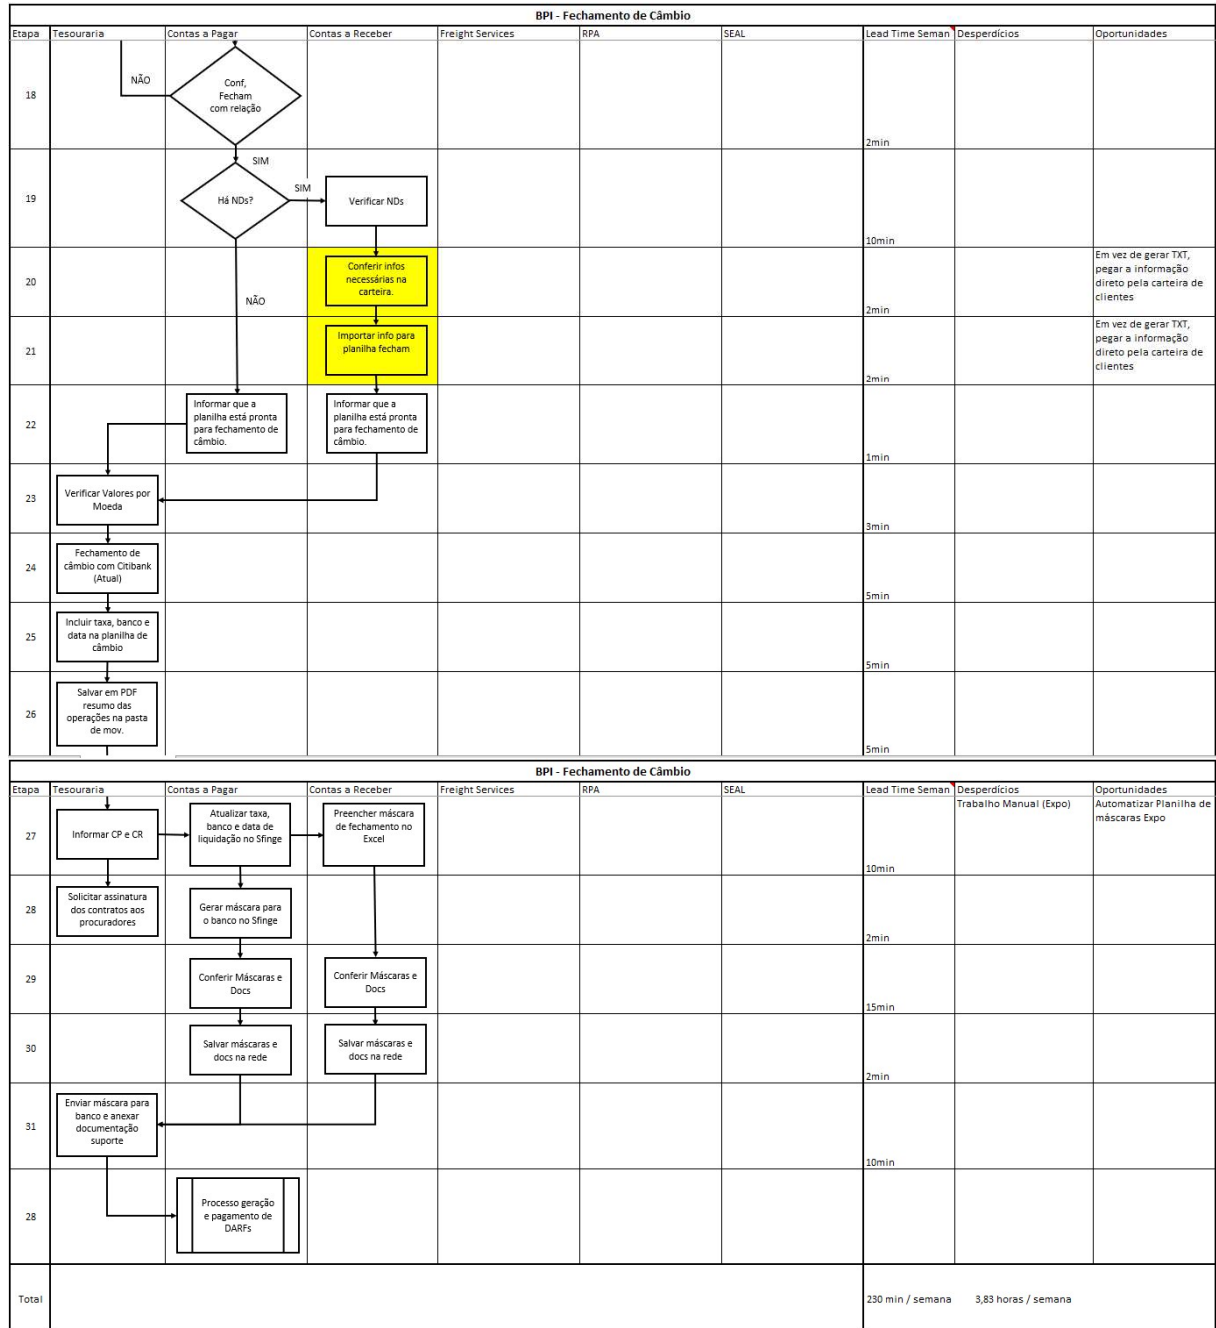 BPI - Fechamento de Câmbio
Etapa Tesouraria Contas a Pagar Contas a Receber Freight Services RPA SEAL Lead Time Seman Desperdícios Oportunidades
18
NÃO
Conf,
Fecham
com relação
2min
SIM
19
Há NDs?
SIM
Verificar NDs
10min
20
Conferir infos
necessárias na
carteira.
2min
Em vez de gerar TXT,
pegar a informação
direto pela carteira de
clientes
NÃO
21
Importar info para
planilha fecham
2min
Em vez de gerar TXT,
pegar a informação
direto pela carteira de
clientes
22
Informar que a
planilha está pronta
para fechamento de
câmbio.
Informar que a
planilha está pronta
para fechamento de
câmbio.
1min
23
Verificar Valores por
Moeda
3min
24
Fechamento de
câmbio com Citibank
(Atual)
5min
25
Incluir taxa, banco e
data na planilha de
câmbio
5min
26
Salvar em PDF
resumo das
operações na pasta
de mov.
5min
BPI - Fechamento de Câmbio
Etapa Tesouraria Contas a Pagar Contas a Receber Freight Services RPA SEAL Lead Time Seman Desperdícios Oportunidades
27
Informar CP e CR
Atualizar taxa,
banco e data de
liquidação no Sfinge
Preencher máscara
de fechamento no
Excel
10min
Trabalho Manual (Expo)
Automatizar Planilha de
máscaras Expo
28
Solicitar assinatura
dos contratos aos
procuradores
Gerar máscara para
o banco no Sfinge
2min
29
Conferir Máscaras e
Docs
Conferir Máscaras e
Docs
15min
30
Salvar máscaras e
docs na rede
Salvar máscaras e
docs na rede
2min
31
Enviar máscara para
banco e anexar
documentação
suporte
10min
28
Processo geração
e pagamento de
DARFs
Total
230 min / semana 3,83 horas / semana